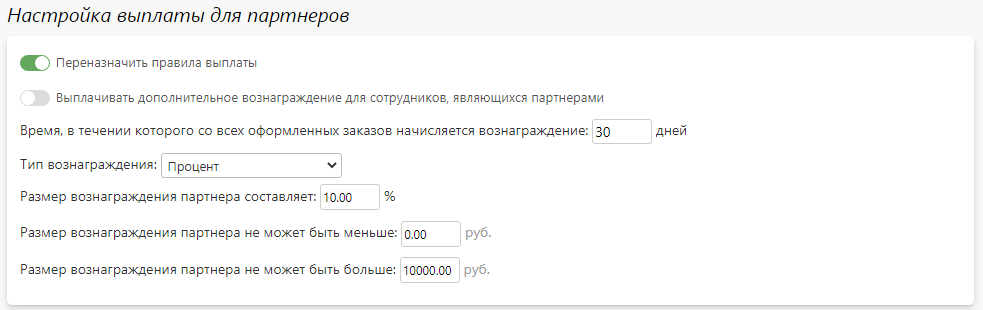 Настройка выплаты для партнеров
Переназначить правила выплаты
Выплачивать дополнительное вознаграждение для сотрудников, являющихся партнерами
Время, в течении которого со всех оформленных заказов начисляется вознаграждение: 30 дней
Тип вознаграждения: Процент
Размер вознаграждения партнера составляет: 10.00 %
Размер вознаграждения партнера не может быть меньше: 0.00 руб.
Размер вознаграждения партнера не может быть больше: 10000.00 руб.